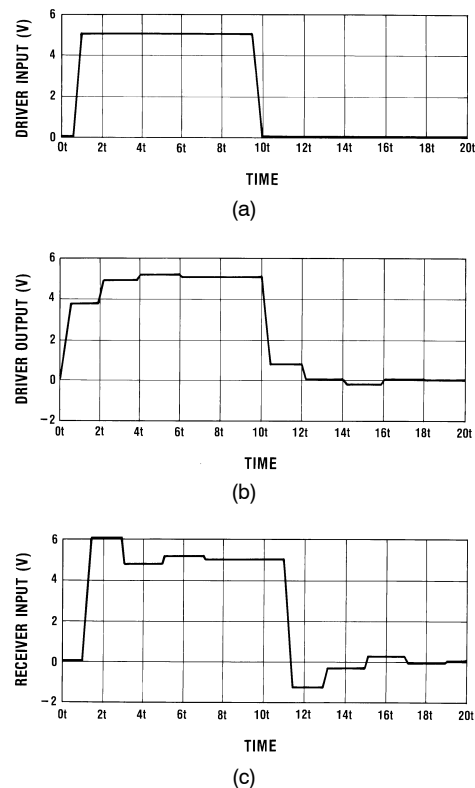 DRIVER INPUT (V)
6
4
2
0
0t 2t 4t 6t 8t 10t 12t 14t 16t 18t 20t
TIME
(a)
DRIVER OUTPUT (V)
6
4
2
0
−2
0t 2t 4t 6t 8t 10t 12t 14t 16t 18t 20t
TIME
(b)
RECEIVER INPUT (V)
6
4
2
0
−2
0t 2t 4t 6t 8t 10t 12t 14t 16t 18t 20t
TIME
(c)